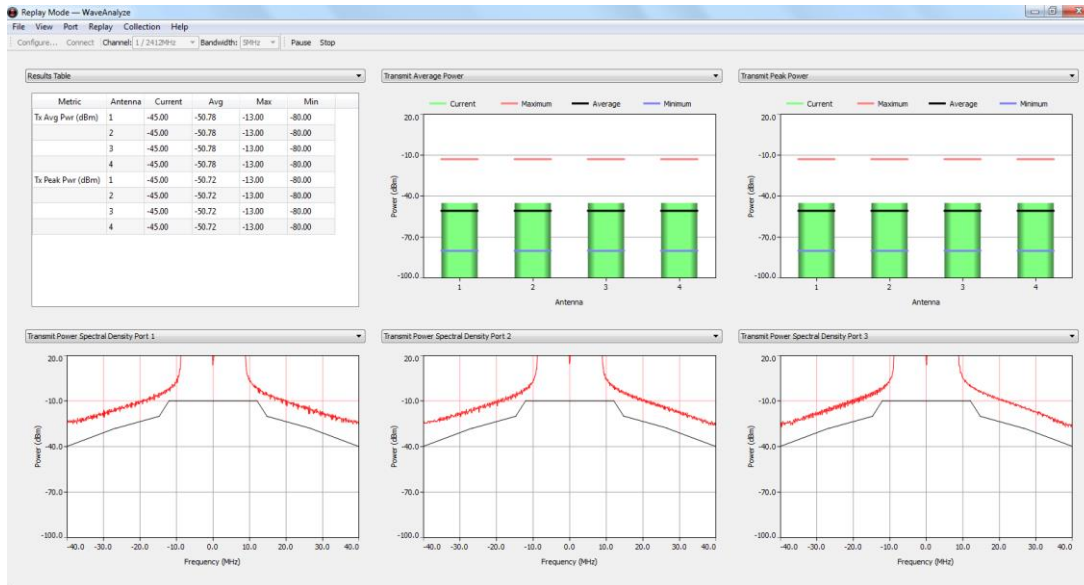 Replay Mode — WaveAnalyze
File View Port Replay Collection Help
Configure... Connect Channel: 1 / 2412MHz Bandwidth: 5MHz Pause Stop
Results Table
Metric Antenna Current Avg Max Min
Tx Avg Pwr (dBm) 1 -45.00 -50.78 -13.00 -80.00
2 -45.00 -50.78 -13.00 -80.00
3 -45.00 -50.78 -13.00 -80.00
4 -45.00 -50.78 -13.00 -80.00
Tx Peak Pwr (dBm) 1 -45.00 -50.72 -13.00 -80.00
2 -45.00 -50.72 -13.00 -80.00
3 -45.00 -50.72 -13.00 -80.00
4 -45.00 -50.72 -13.00 -80.00
Transmit Average Power
Current Maximum Average Minimum
20.0
-10.0
-40.0
-70.0
-100.0
Power (dBm)
1 2 3 4
Antenna
Transmit Peak Power
Current Maximum Average Minimum
20.0
-10.0
-40.0
-70.0
-100.0
Power (dBm)
1 2 3 4
Antenna
Transmit Power Spectral Density Port 1
20.0
-10.0
-40.0
-70.0
-100.0
Power (dBm)
-40.0 -30.0 -20.0 -10.0 0.0 10.0 20.0 30.0 40.0
Frequency (MHz)
Transmit Power Spectral Density Port 2
20.0
-10.0
-40.0
-70.0
-100.0
Power (dBm)
-40.0 -30.0 -20.0 -10.0 0.0 10.0 20.0 30.0 40.0
Frequency (MHz)
Transmit Power Spectral Density Port 3
20.0
-10.0
-40.0
-70.0
-100.0
Power (dBm)
-40.0 -30.0 -20.0 -10.0 0.0 10.0 20.0 30.0 40.0
Frequency (MHz)